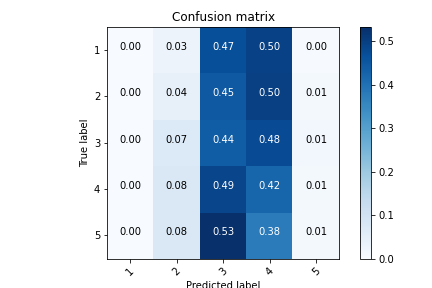 Confusion matrix
1 0.00 0.03 0.47 0.50 0.00
2 0.00 0.04 0.45 0.50 0.01
3 0.00 0.07 0.44 0.48 0.01
4 0.00 0.08 0.49 0.42 0.01
5 0.00 0.08 0.53 0.38 0.01
1 2 3 4 5
True label
Predicted label
0.5
0.4
0.3
0.2
0.1
0.0